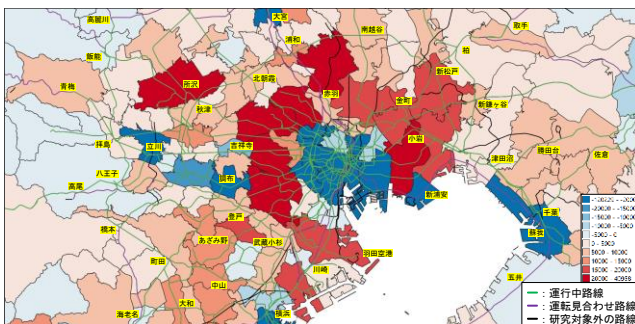 高麗川
大宮
南越谷
取手
飯能
浦和
柏
所沢
北朝霞
新松戸
青梅
赤羽
金町
秋津
新鎌ヶ谷
拝島
立川
吉祥寺
小岩
津田沼
勝田台
佐倉
八王子
調布
新浦安
高尾
千葉
登戸
蘇我
橋本
あざみ野
武蔵小杉
羽田空港
町田
川崎
五井
中山
大和
海老名
横浜
-5000 - 0
0 - 5000
5000 - 10000
:運行中路線
:運転見合わせ路線
:研究対象外の路線